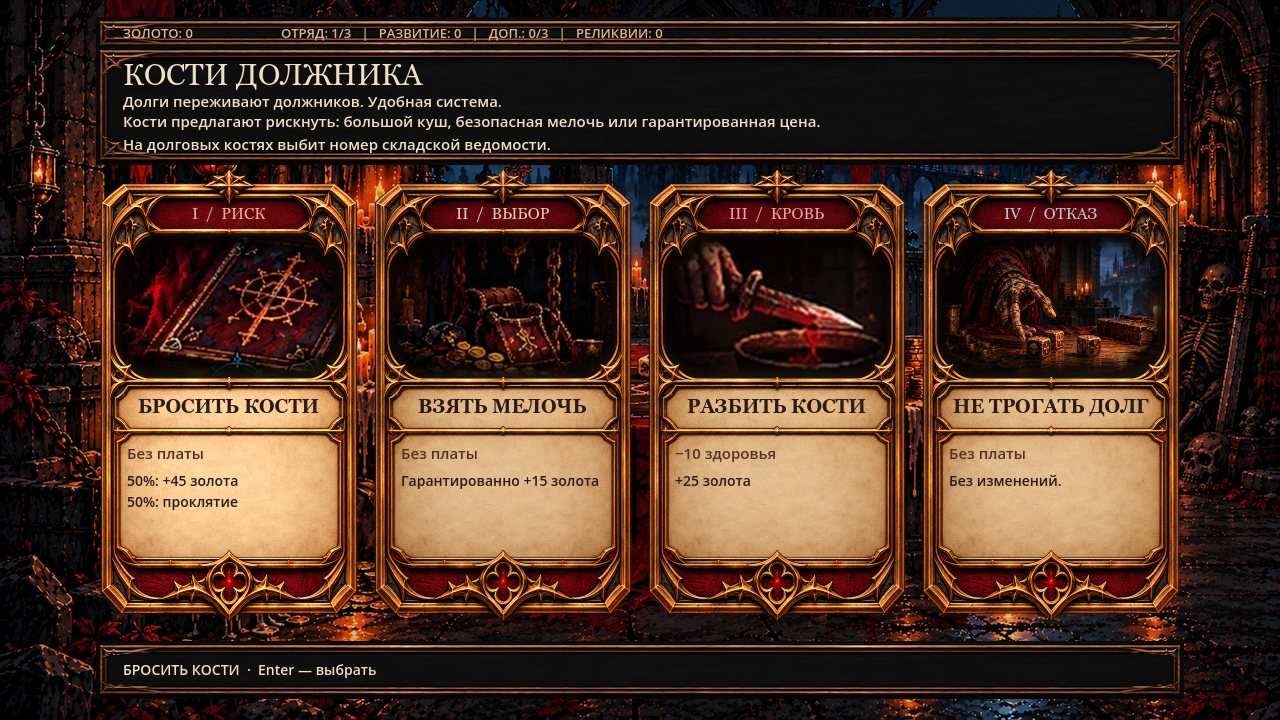 ЗОЛОТО: 0 ОТРЯД: 1/3 | РАЗВИТИЕ: 0 | ДОП.: 0/3 | РЕЛИКВИИ: 0
КОСТИ ДОЛЖНИКА
Долги переживают должников. Удобная система.
Кости предлагают рискнуть: большой куш, безопасная мелочь или гарантированная цена.
На долговых костях выбит номер складской ведомости.
I / РИСК
БРОСИТЬ КОСТИ
Без платы
50%: +45 золота
50%: проклятие
II / ВЫБОР
ВЗЯТЬ МЕЛОЧЬ
Без платы
Гарантированно +15 золота
III / КРОВЬ
РАЗБИТЬ КОСТИ
−10 здоровья
+25 золота
IV / ОТКАЗ
НЕ ТРОГАТЬ ДОЛГ
Без платы
Без изменений.
БРОСИТЬ КОСТИ · Enter — выбрать